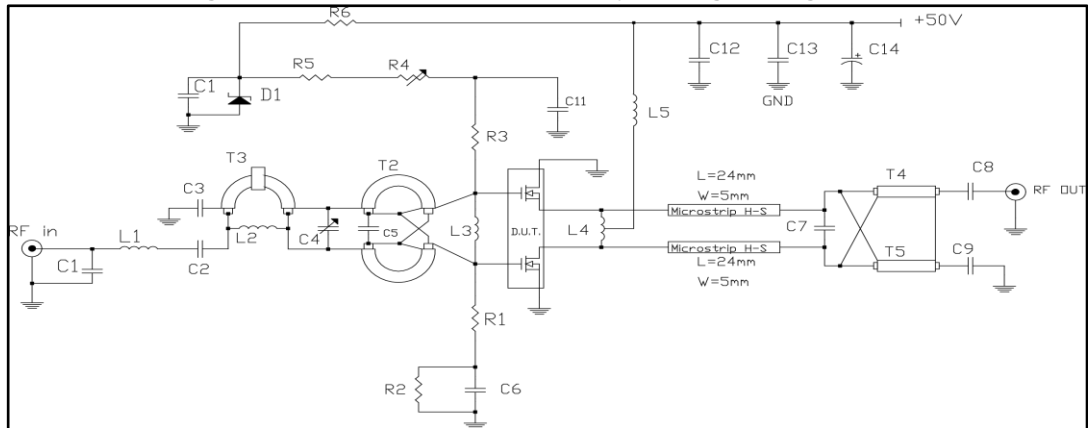 R6
+50V
C12
C13
C14
R5
R4
C1
D1
C11
GND
L5
R3
T3
T2
L=24mm
W=5mm
T4
C8
C3
RF in
L1
L2
C4
C5
L3
D.U.T.
L4
Microstrip H-S
C7
RF OUT
C2
C1
Microstrip H-S
L=24mm
W=5mm
T5
C9
R1
R2
C6